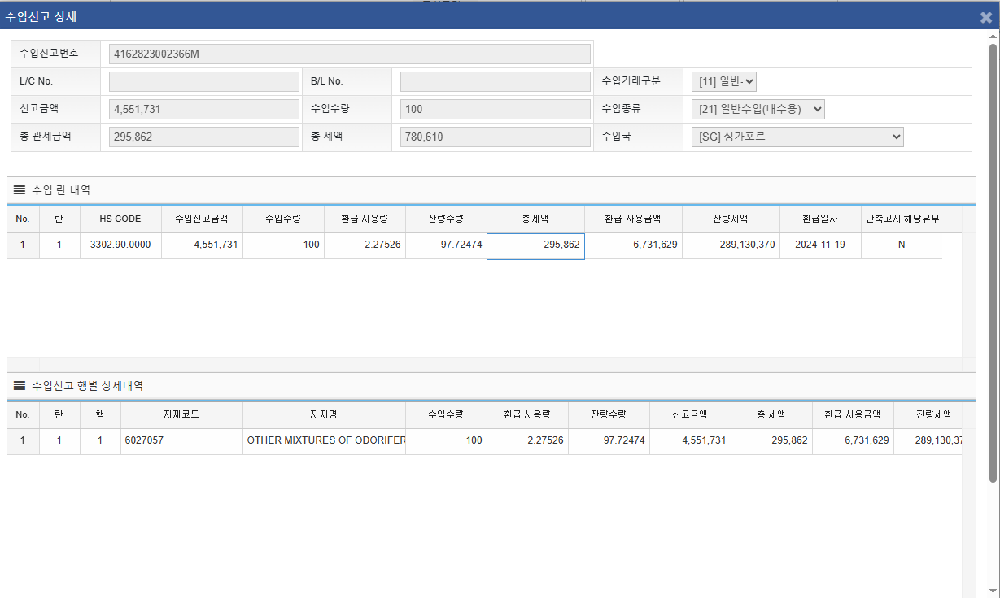 수입신고 상세
수입신고번호 4162823002366M
L/C No. B/L No. 수입거래구분 [11] 일반
신고금액 4,551,731 수입수량 100 수입종류 [21] 일반수입(내수용)
총 관세금액 295,862 총 세액 780,610 수입국 [SG] 싱가포르
수입 란 내역
No. 란 HS CODE 수입신고금액 수입수량 환급 사용량 잔량수량 총세액 환급 사용금액 잔량세액 환급일자 단축고시 해당유무
1 1 3302.90.0000 4,551,731 100 2.27526 97.72474 295,862 6,731,629 289,130,370 2024-11-19 N
수입신고 행별 상세내역
No. 란 행 자재코드 자재명 수입수량 환급 사용량 잔량수량 신고금액 총 세액 환급 사용금액 잔량세액
1 1 1 6027057 OTHER MIXTURES OF ODORIFER 100 2.27526 97.72474 4,551,731 295,862 6,731,629 289,130,37